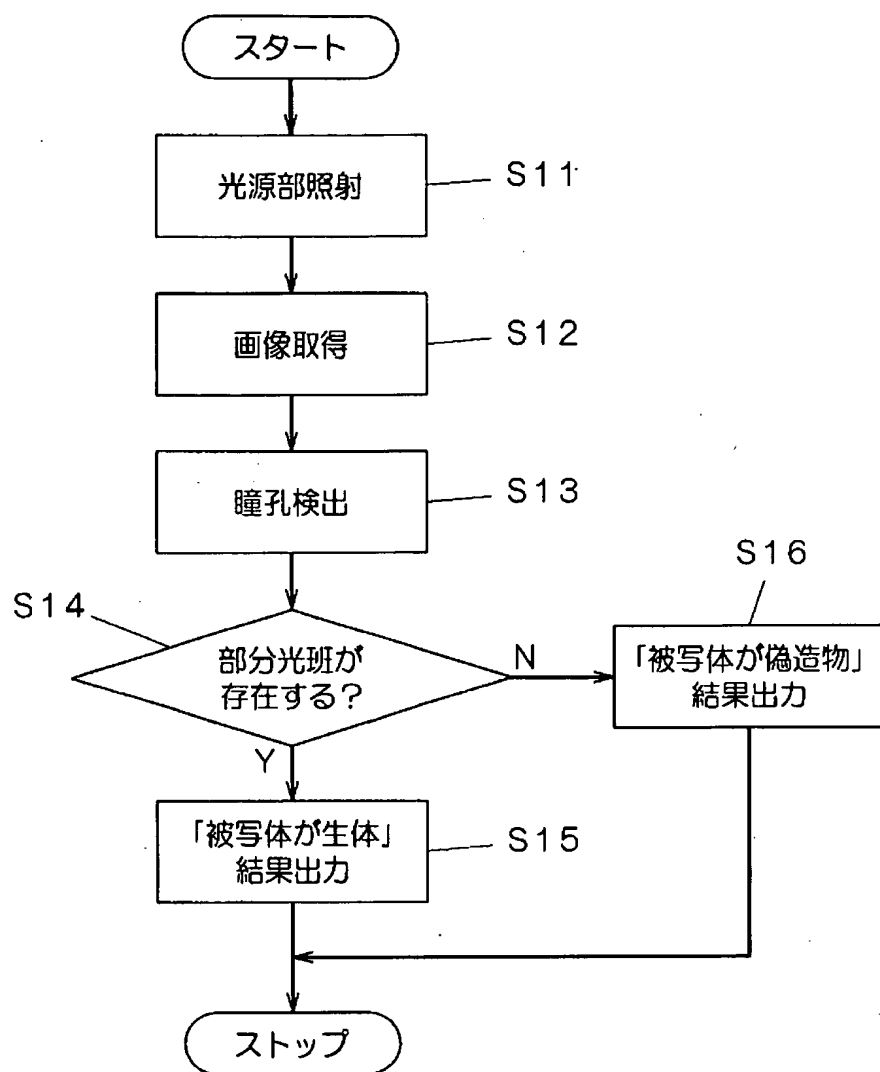 スタート
光源部照射
S11
画像取得
S12
瞳孔検出
S13
S14
部分光斑が
存在する?
N
S16
「被写体が偽造物」
結果出力
Y
「被写体が生体」
結果出力
S15
ストップ